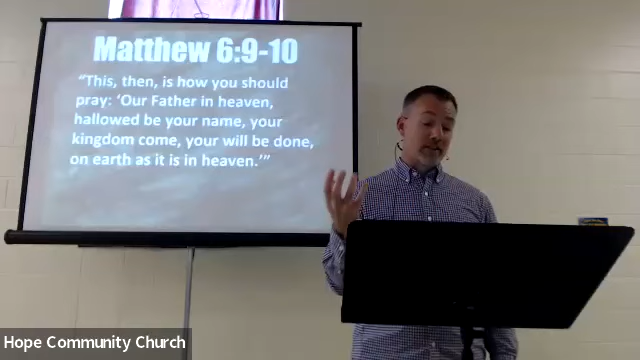 Matthew 6:9-10
“This, then, is how you should
pray: ‘Our Father in heaven,
hallowed be your name, your
kingdom come, your will be done,
on earth as it is in heaven.’”
Hope Community Church